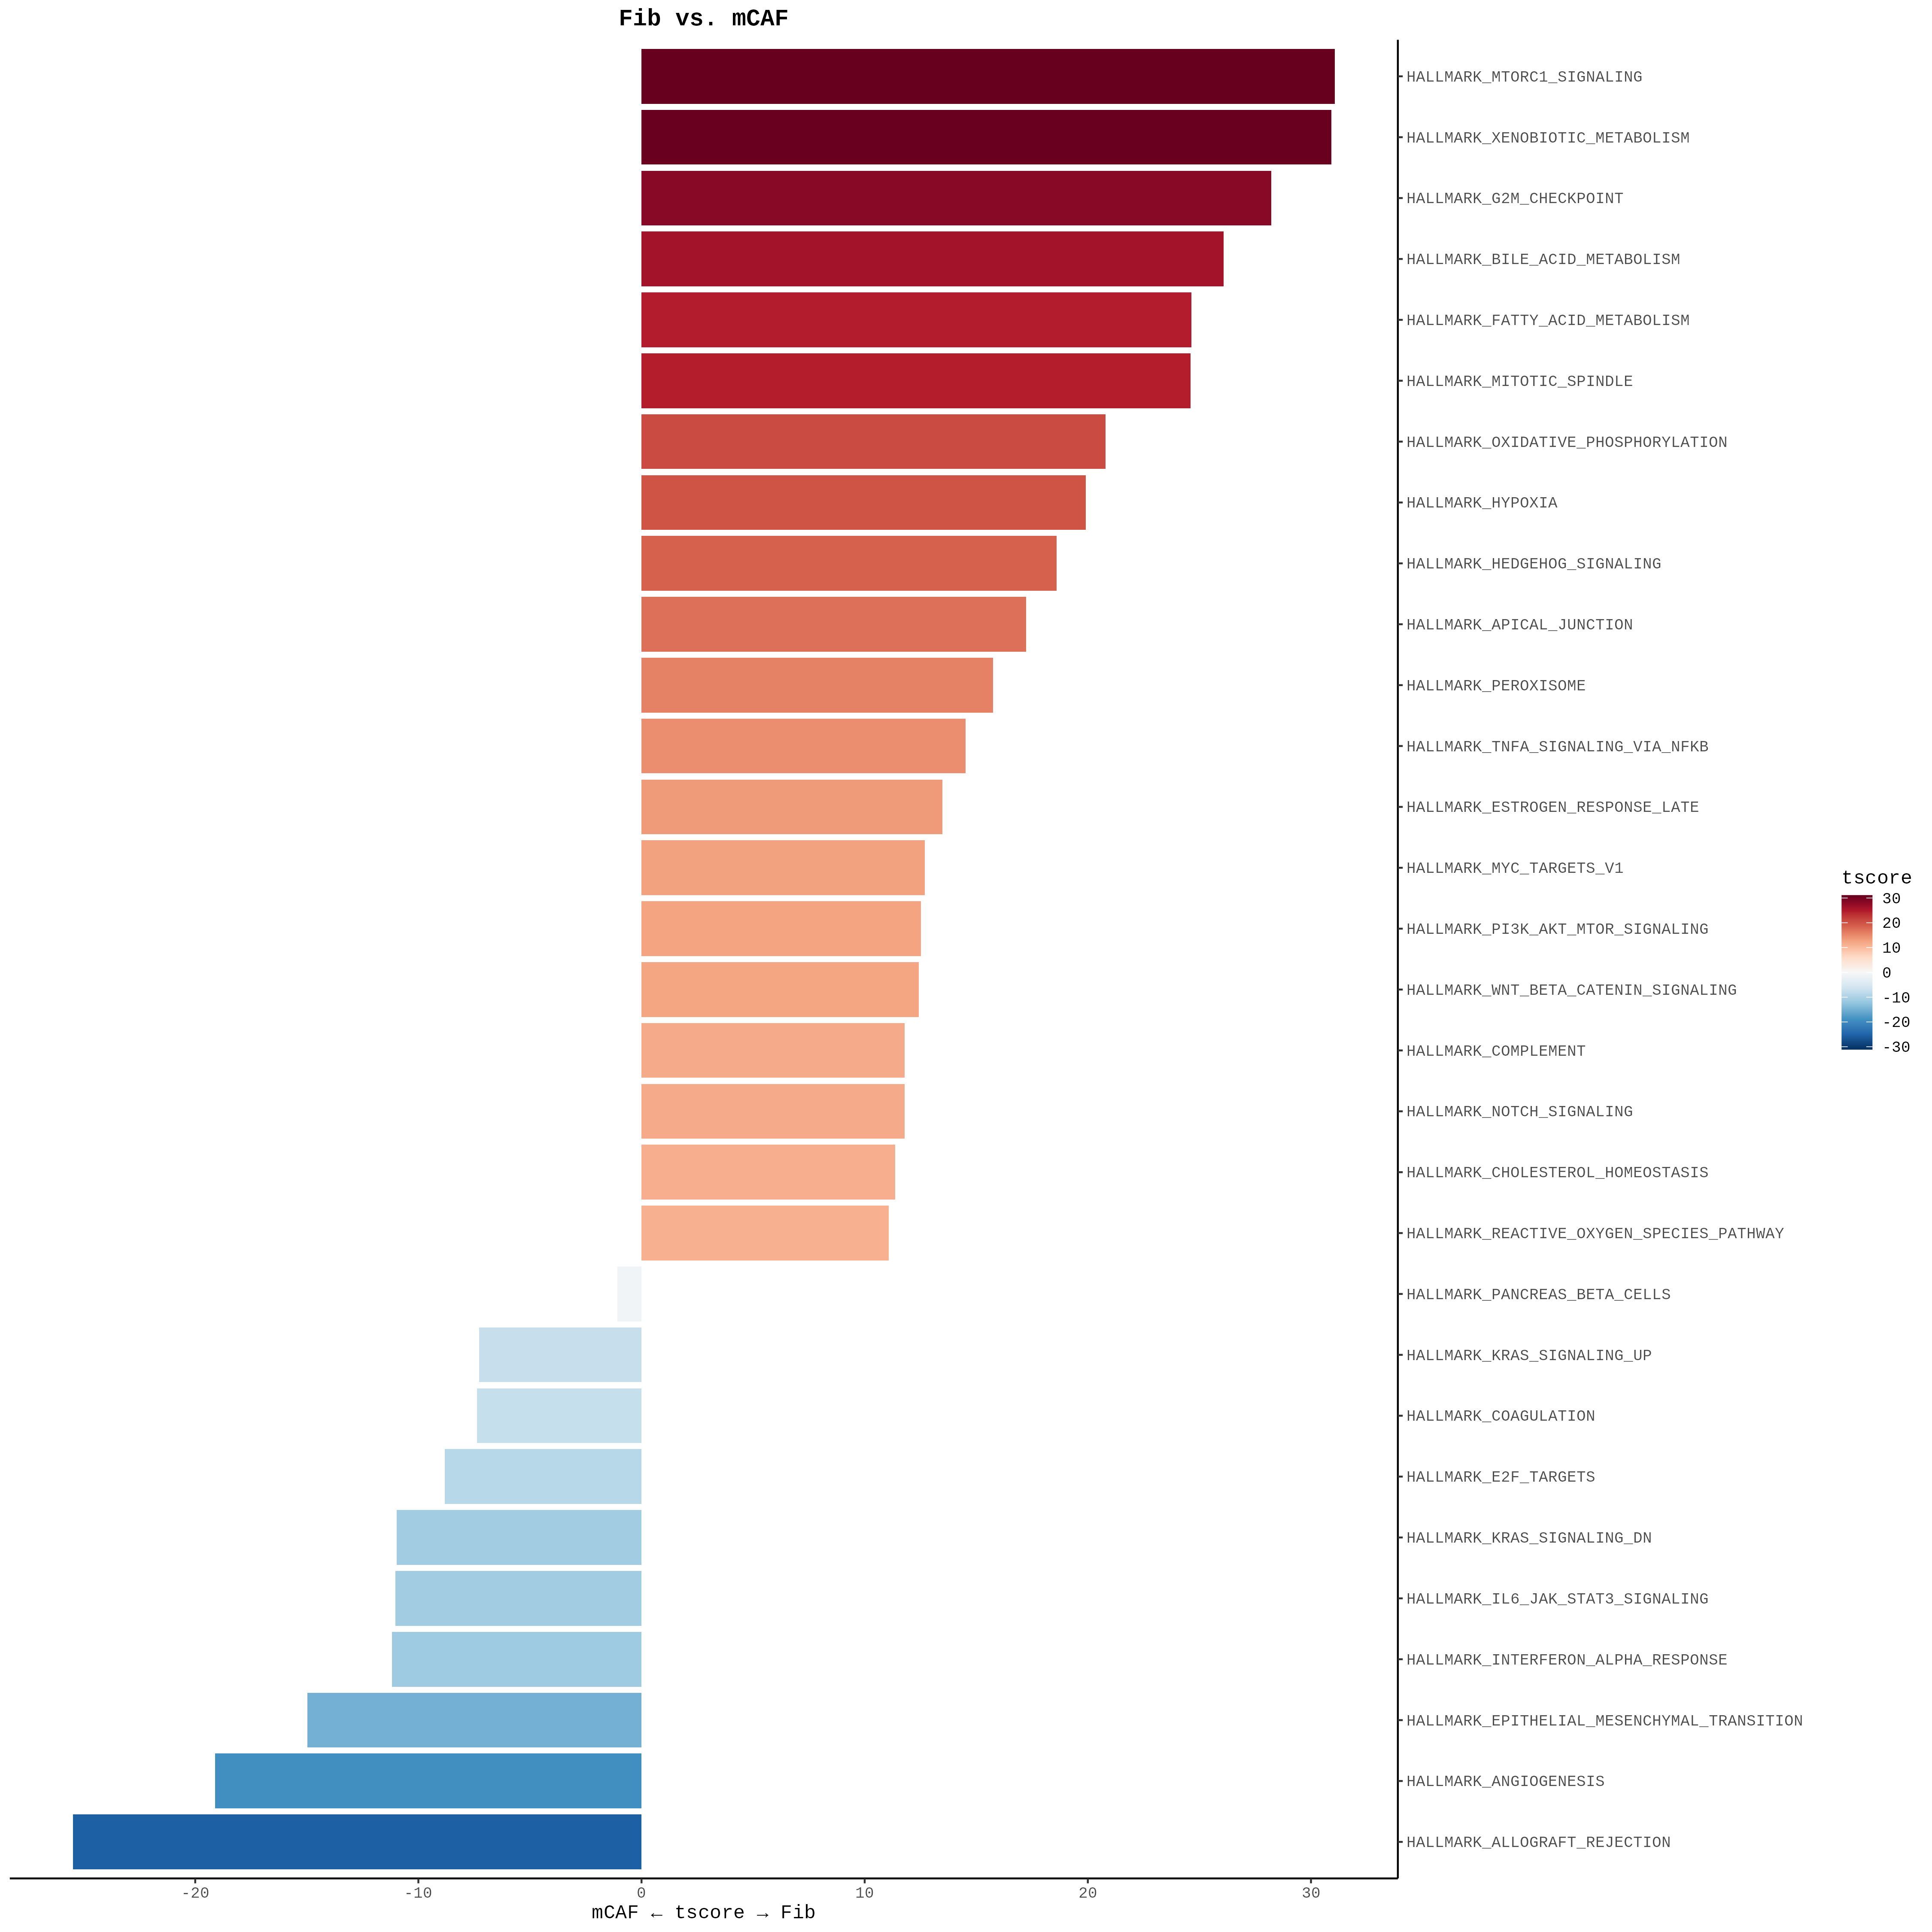 Fib vs. mCAF
HALLMARK_MTORC1_SIGNALING
HALLMARK_XENOBIOTIC_METABOLISM
HALLMARK_G2M_CHECKPOINT
HALLMARK_BILE_ACID_METABOLISM
HALLMARK_FATTY_ACID_METABOLISM
HALLMARK_MITOTIC_SPINDLE
HALLMARK_OXIDATIVE_PHOSPHORYLATION
HALLMARK_HYPOXIA
HALLMARK_HEDGEHOG_SIGNALING
HALLMARK_APICAL_JUNCTION
HALLMARK_PEROXISOME
HALLMARK_TNFA_SIGNALING_VIA_NFKB
HALLMARK_ESTROGEN_RESPONSE_LATE
HALLMARK_MYC_TARGETS_V1
HALLMARK_PI3K_AKT_MTOR_SIGNALING
HALLMARK_WNT_BETA_CATENIN_SIGNALING
HALLMARK_COMPLEMENT
HALLMARK_NOTCH_SIGNALING
HALLMARK_CHOLESTEROL_HOMEOSTASIS
HALLMARK_REACTIVE_OXYGEN_SPECIES_PATHWAY
HALLMARK_PANCREAS_BETA_CELLS
HALLMARK_KRAS_SIGNALING_UP
HALLMARK_COAGULATION
HALLMARK_E2F_TARGETS
HALLMARK_KRAS_SIGNALING_DN
HALLMARK_IL6_JAK_STAT3_SIGNALING
HALLMARK_INTERFERON_ALPHA_RESPONSE
HALLMARK_EPITHELIAL_MESENCHYMAL_TRANSITION
HALLMARK_ANGIOGENESIS
HALLMARK_ALLOGRAFT_REJECTION
-20 -10 0 10 20 30
mCAF ← tscore → Fib
tscore
30
20
10
0
-10
-20
-30